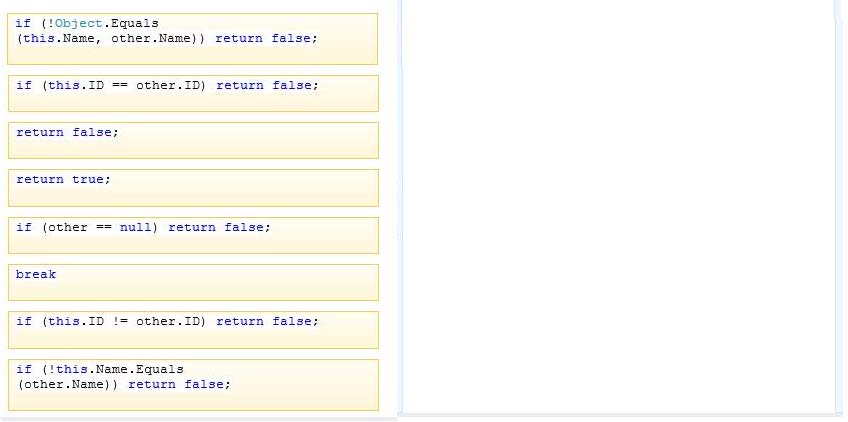 if (!Object.Equals
(this.Name, other.Name)) return false;
if (this.ID == other.ID) return false;
return false;
return true;
if (other == null) return false;
break
if (this.ID != other.ID) return false;
if (!this.Name.Equals
(other.Name)) return false;